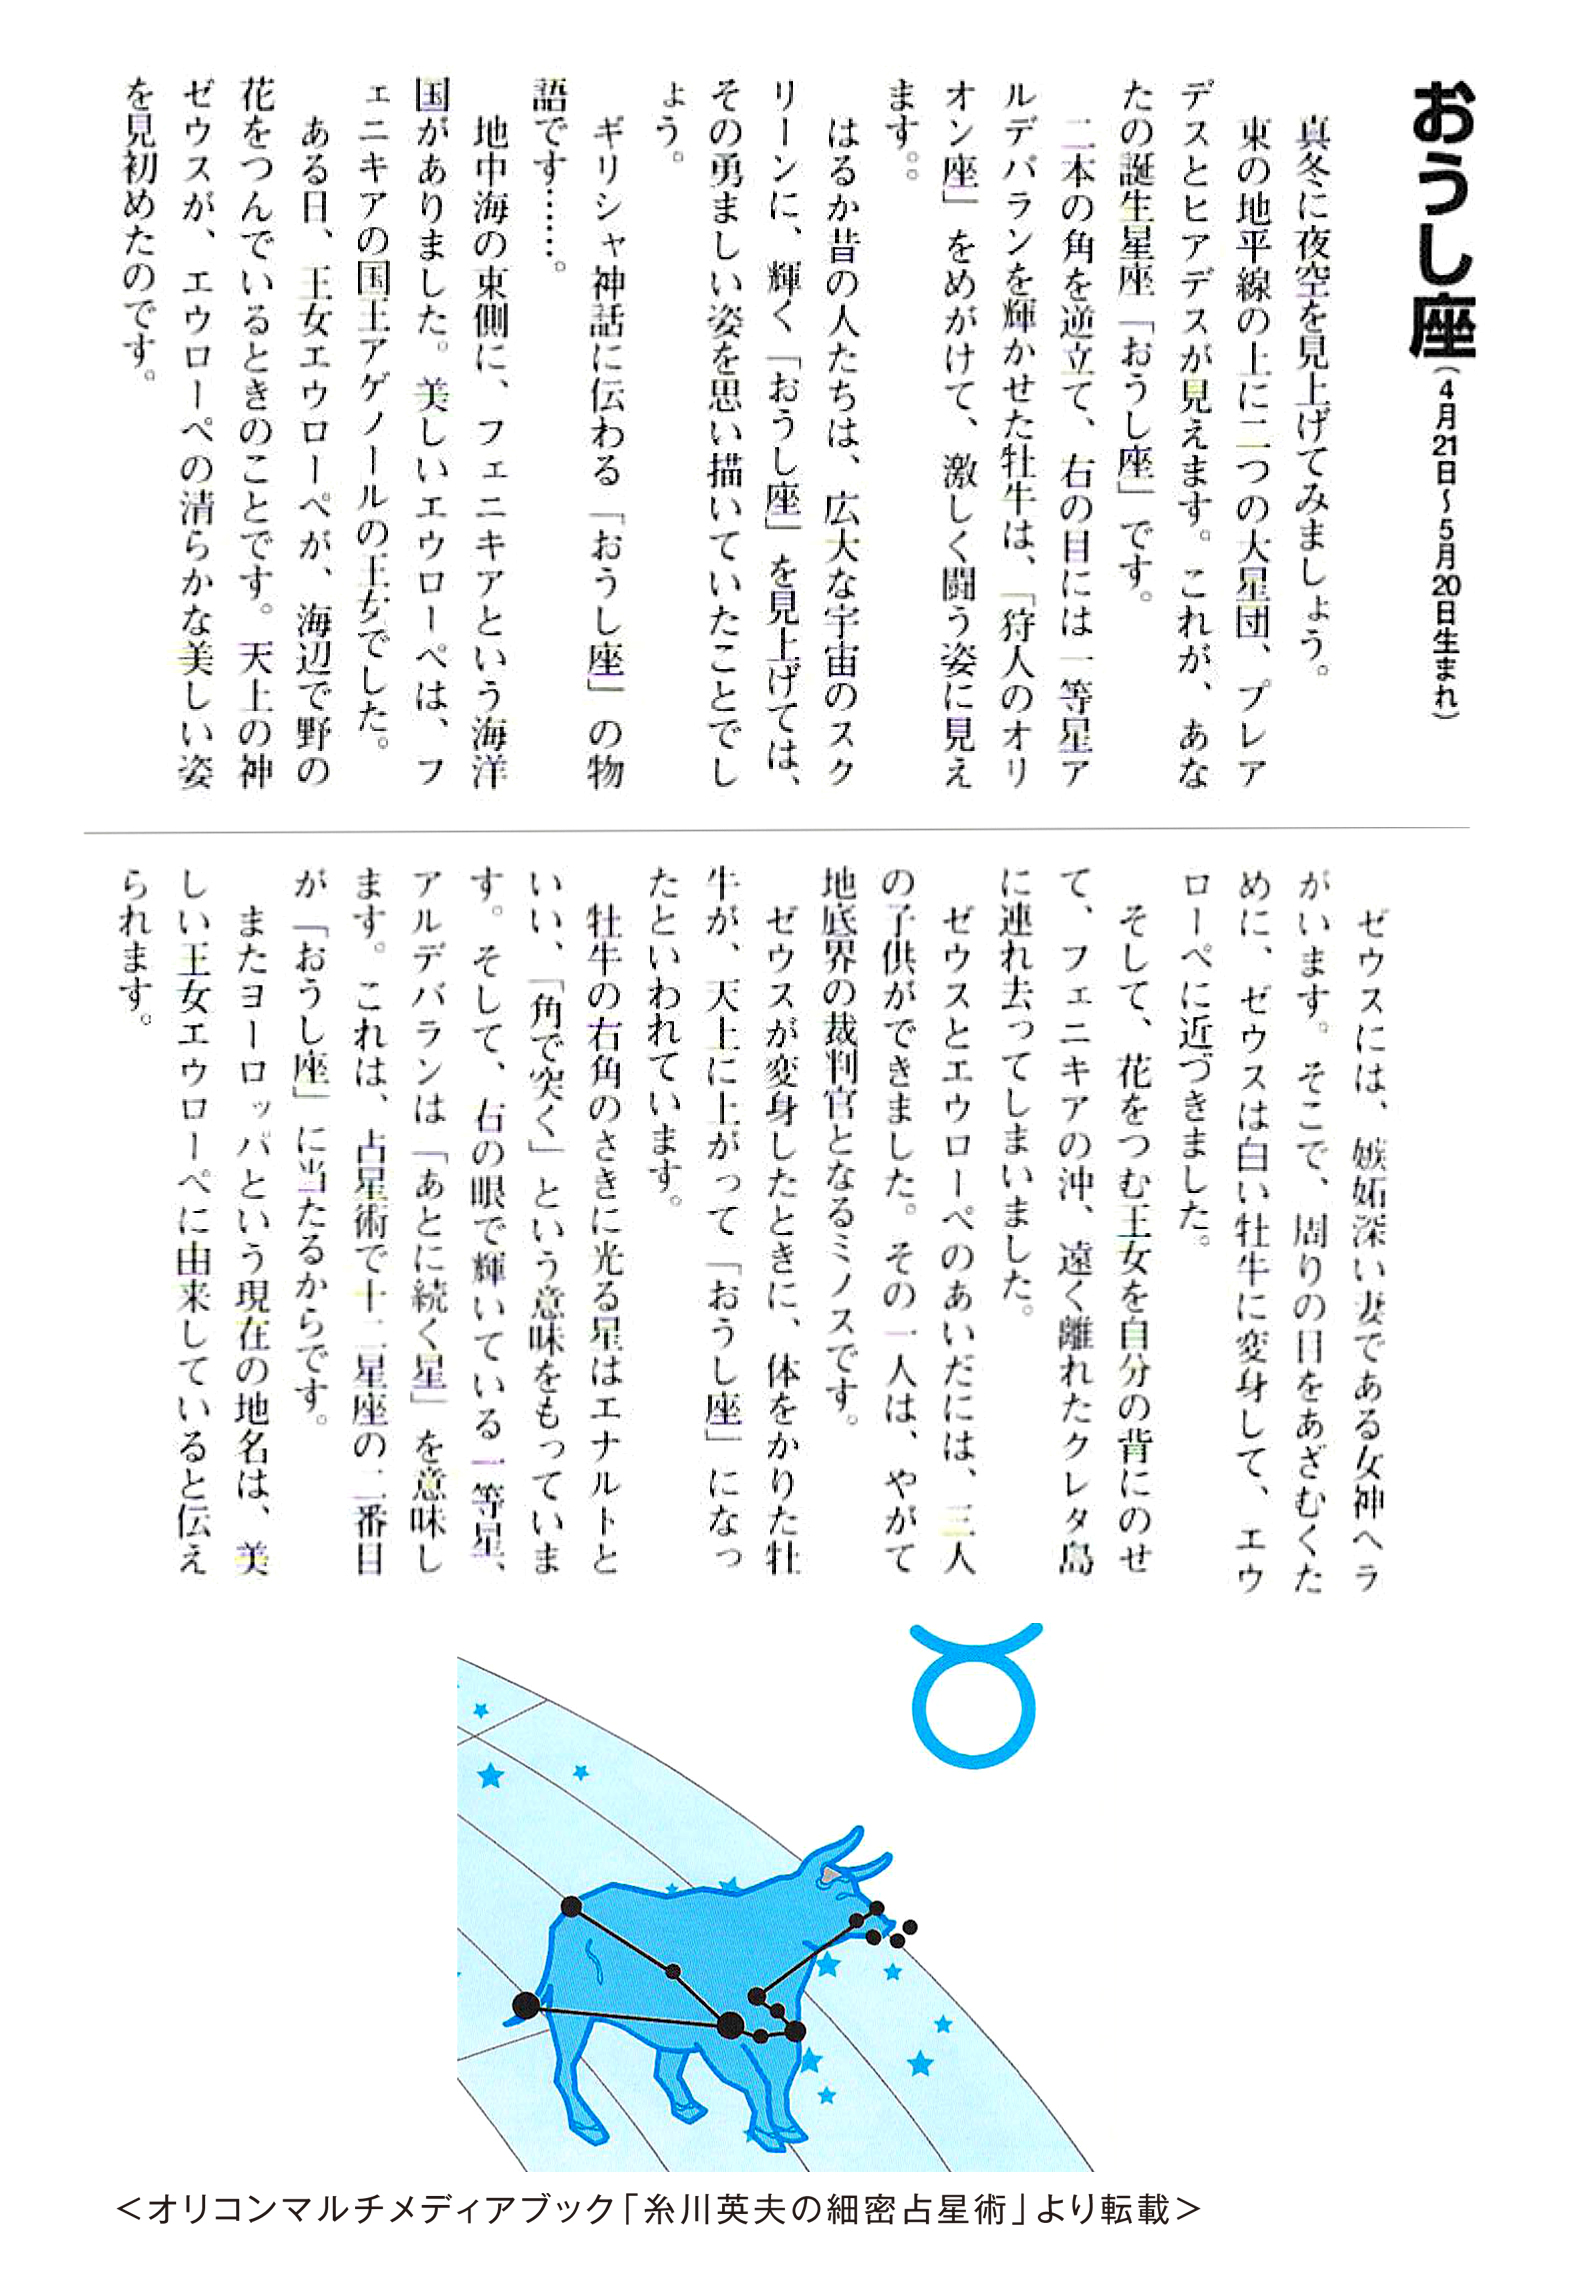 おうし座(4月21日〜5月20日生まれ)
真冬に夜空を見上げてみましょう。
東の地平線の上に二つの大星団、プレア
デスとヒアデスが見えます。これが、あな
たの誕生星座「おうし座」です。
二本の角を逆立て、右の目には一等星ア
ルデバランを輝かせた牡牛は、「狩人のオリ
オン座」をめがけて、激しく闘う姿に見え
ます。。
はるか昔の人たちは、広大な宇宙のスク
リーンに、輝く「おうし座」を見上げては、
その勇ましい姿を思い描いていたことでし
ょう。
ギリシャ神話に伝わる「おうし座」の物
語です……。
地中海の東側に、フェニキアという海洋
国がありました。美しいエウローペは、フ
ェニキアの国王アゲノールの王女でした。
ある日、王女エウローペが、海辺で野の
花をつんでいるときのことです。天上の神
ゼウスが、エウローペの清らかな美しい姿
を見初めたのです。
ゼウスには、嫉妬深い妻である女神ヘラ
がいます。そこで、周りの目をあざむくた
めに、ゼウスは白い牡牛に変身して、エウ
ローペに近づきました。
そして、花をつむ王女を自分の背にのせ
て、フェニキアの沖、遠く離れたクレタ島
に連れ去ってしまいました。
ゼウスとエウローペのあいだには、三人
の子供ができました。その一人は、やがて
地底界の裁判官となるミノスです。
ゼウスが変身したときに、体をかりた牡
牛が、天上に上がって「おうし座」になっ
たといわれています。
牡牛の右角のさきに光る星はエナルトと
いい、「角で突く」という意味をもっていま
す。そして、右の眼で輝いている一等星、
アルデバランは「あとに続く星」を意味し
ます。これは、占星術で十二星座の二番目
が「おうし座」に当たるからです。
またヨーロッパという現在の地名は、美
しい王女エウローペに由来していると伝え
られます。
＜オリコンマルチメディアブック「糸川英夫の細密占星術」より転載＞